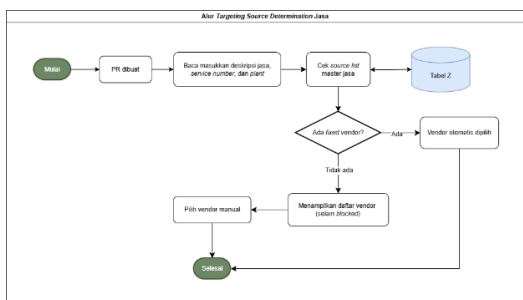 Alur Targeting Source Determination Jasa
Mulai
PR dibuat
Baca masukkan deskripsi jasa,
service number, dan plant
Cek source list
master jasa
Tabel Z
Ada fixed vendor?
Ada
Vendor otomatis dipilih
Tidak ada
Menampilkan daftar vendor
(selain blocked)
Pilih vendor manual
Selesai